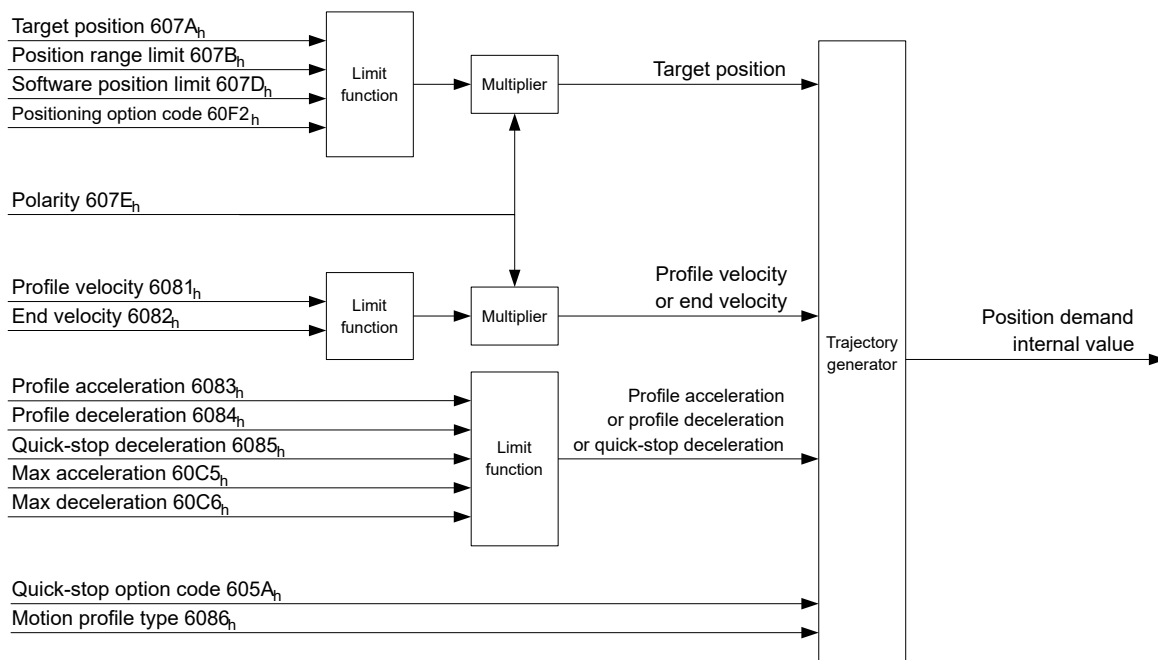 Target position 607Ah
Position range limit 607Bh
Software position limit 607Dh
Positioning option code 60F2h
Limit
function
Multiplier
Target position
Polarity 607Eh
Profile velocity 6081h
End velocity 6082h
Limit
function
Multiplier
Profile velocity
or end velocity
Trajectory
generator
Position demand
internal value
Profile acceleration 6083h
Profile deceleration 6084h
Quick-stop deceleration 6085h
Max acceleration 60C5h
Max deceleration 60C6h
Limit
function
Profile acceleration
or profile deceleration
or quick-stop deceleration
Quick-stop option code 605Ah
Motion profile type 6086h